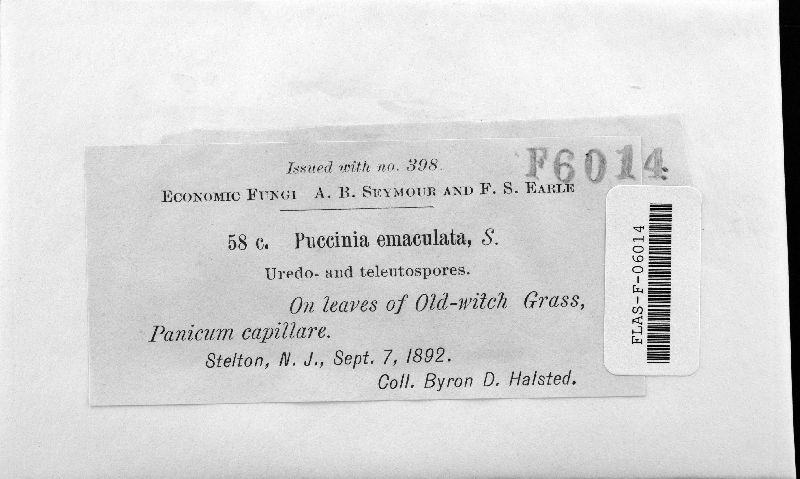 Issued with no. 398.
F6014
ECONOMIC FUNGI A. B. SEYMOUR AND F. S. EARLE
58 c. Puccinia emaculata, S.
Uredo- and teleutospores.
On leaves of Old-witch Grass,
Panicum capillare.
Stelton, N. J., Sept. 7, 1892.
Coll. Byron D. Halsted.
FLAS-F-06014